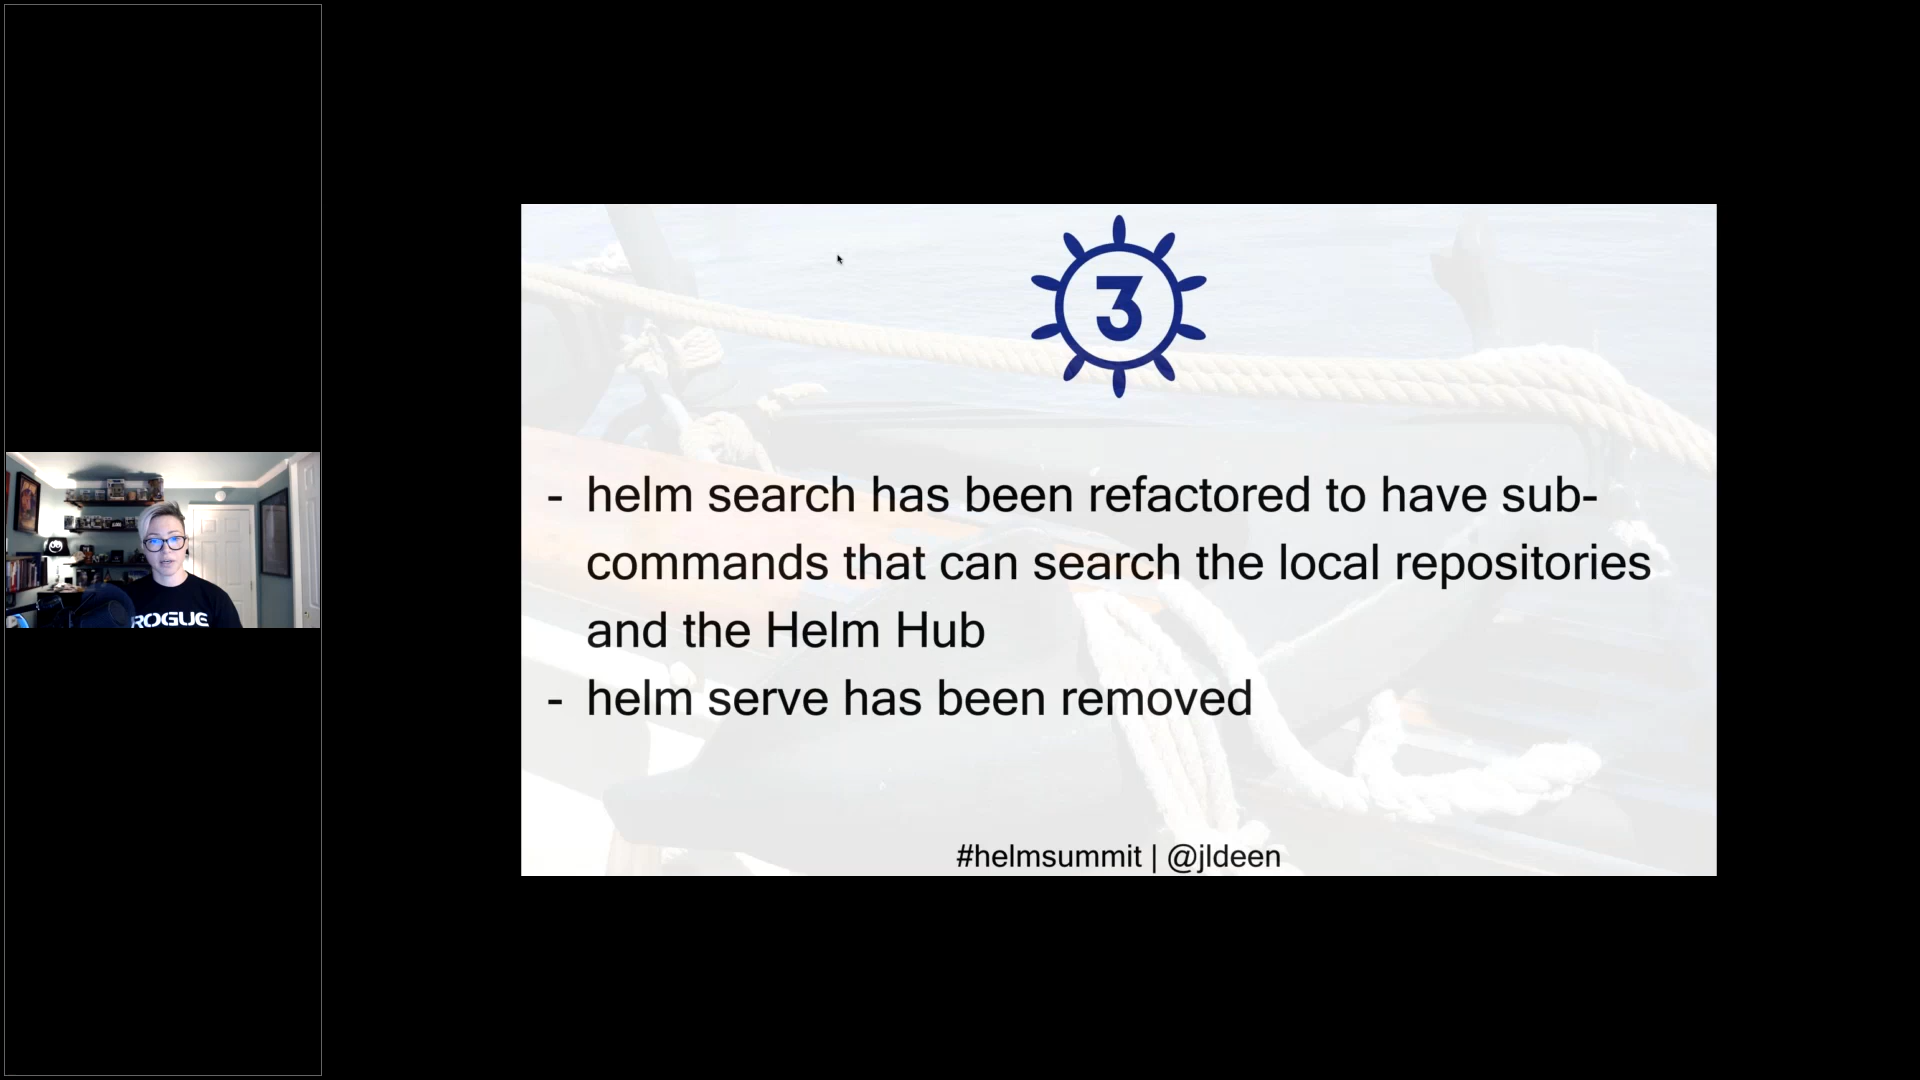 3
- helm search has been refactored to have sub-
commands that can search the local repositories
and the Helm Hub
- helm serve has been removed
#helmsummit | @jldeen
ROGUE